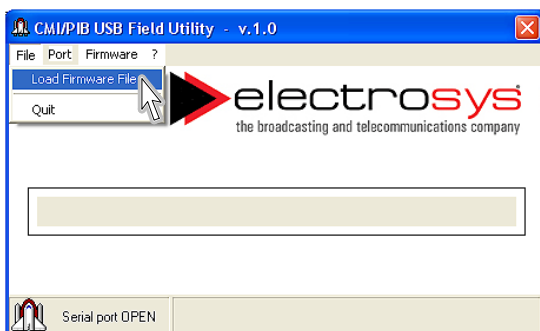 CMI/PIB USB Field Utility - v.1.0
File Port Firmware ?
Load Firmware File
Quit
electrosys
the broadcasting and telecommunications company
Serial port OPEN